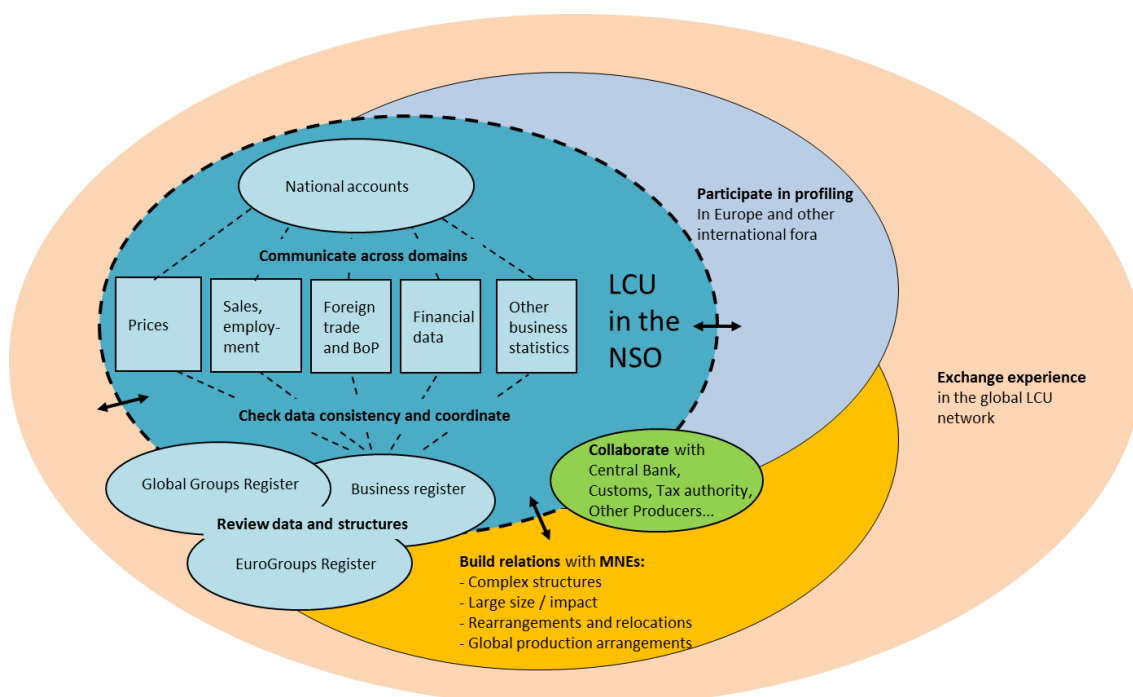 National accounts
Communicate across domains
Prices
Sales,
employ-
ment
Foreign
trade
and BoP
Financial
data
Other
business
statistics
LCU
in the
NSO
Check data consistency and coordinate
Global Groups Register
Business register
Review data and structures
EuroGroups Register
Participate in profiling
In Europe and other
international fora
Collaborate with
Central Bank,
Customs, Tax authority,
Other Producers...
Build relations with MNEs:
- Complex structures
- Large size / impact
- Rearrangements and relocations
- Global production arrangements
Exchange experience
in the global LCU
network